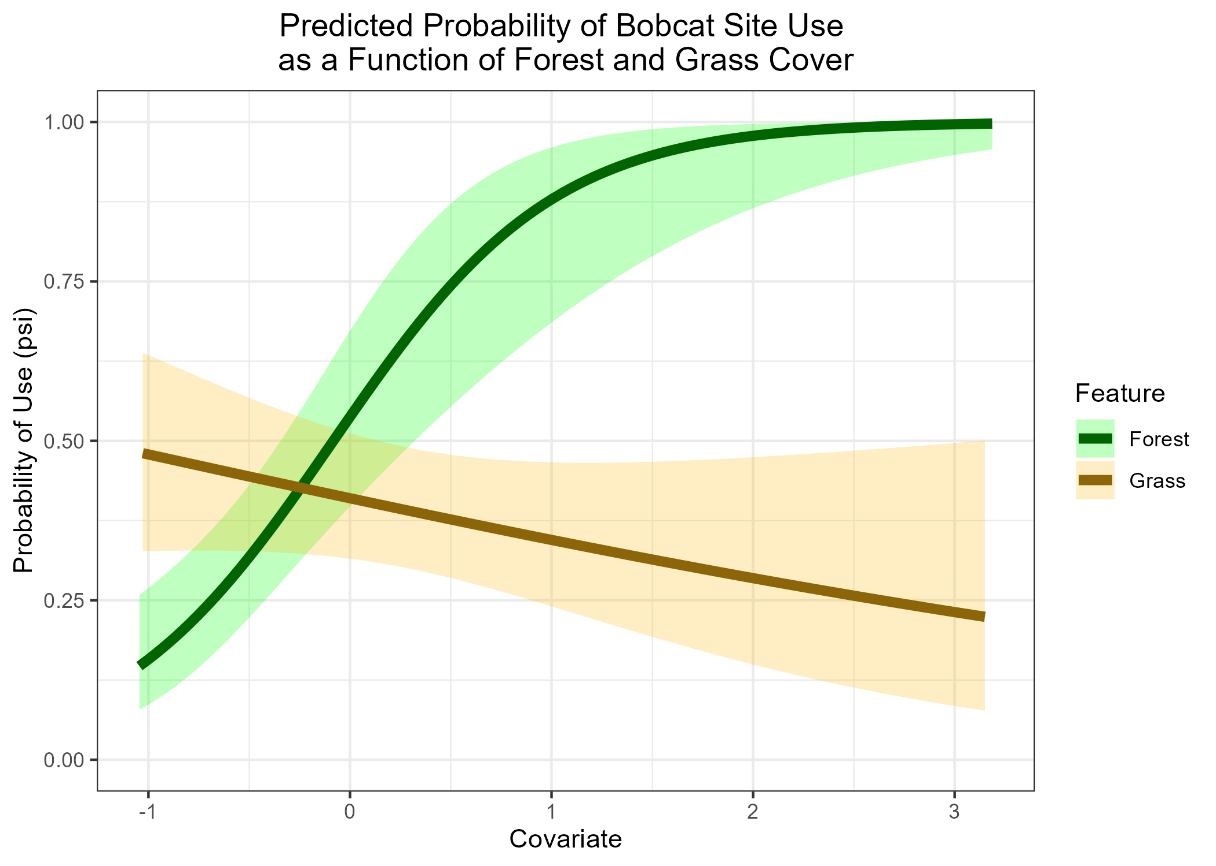 Predicted Probability of Bobcat Site Use
as a Function of Forest and Grass Cover
Probability of Use (psi)
1.00
0.75
0.50
0.25
0.00
-1
0
1
2
3
Covariate
Feature
Forest
Grass